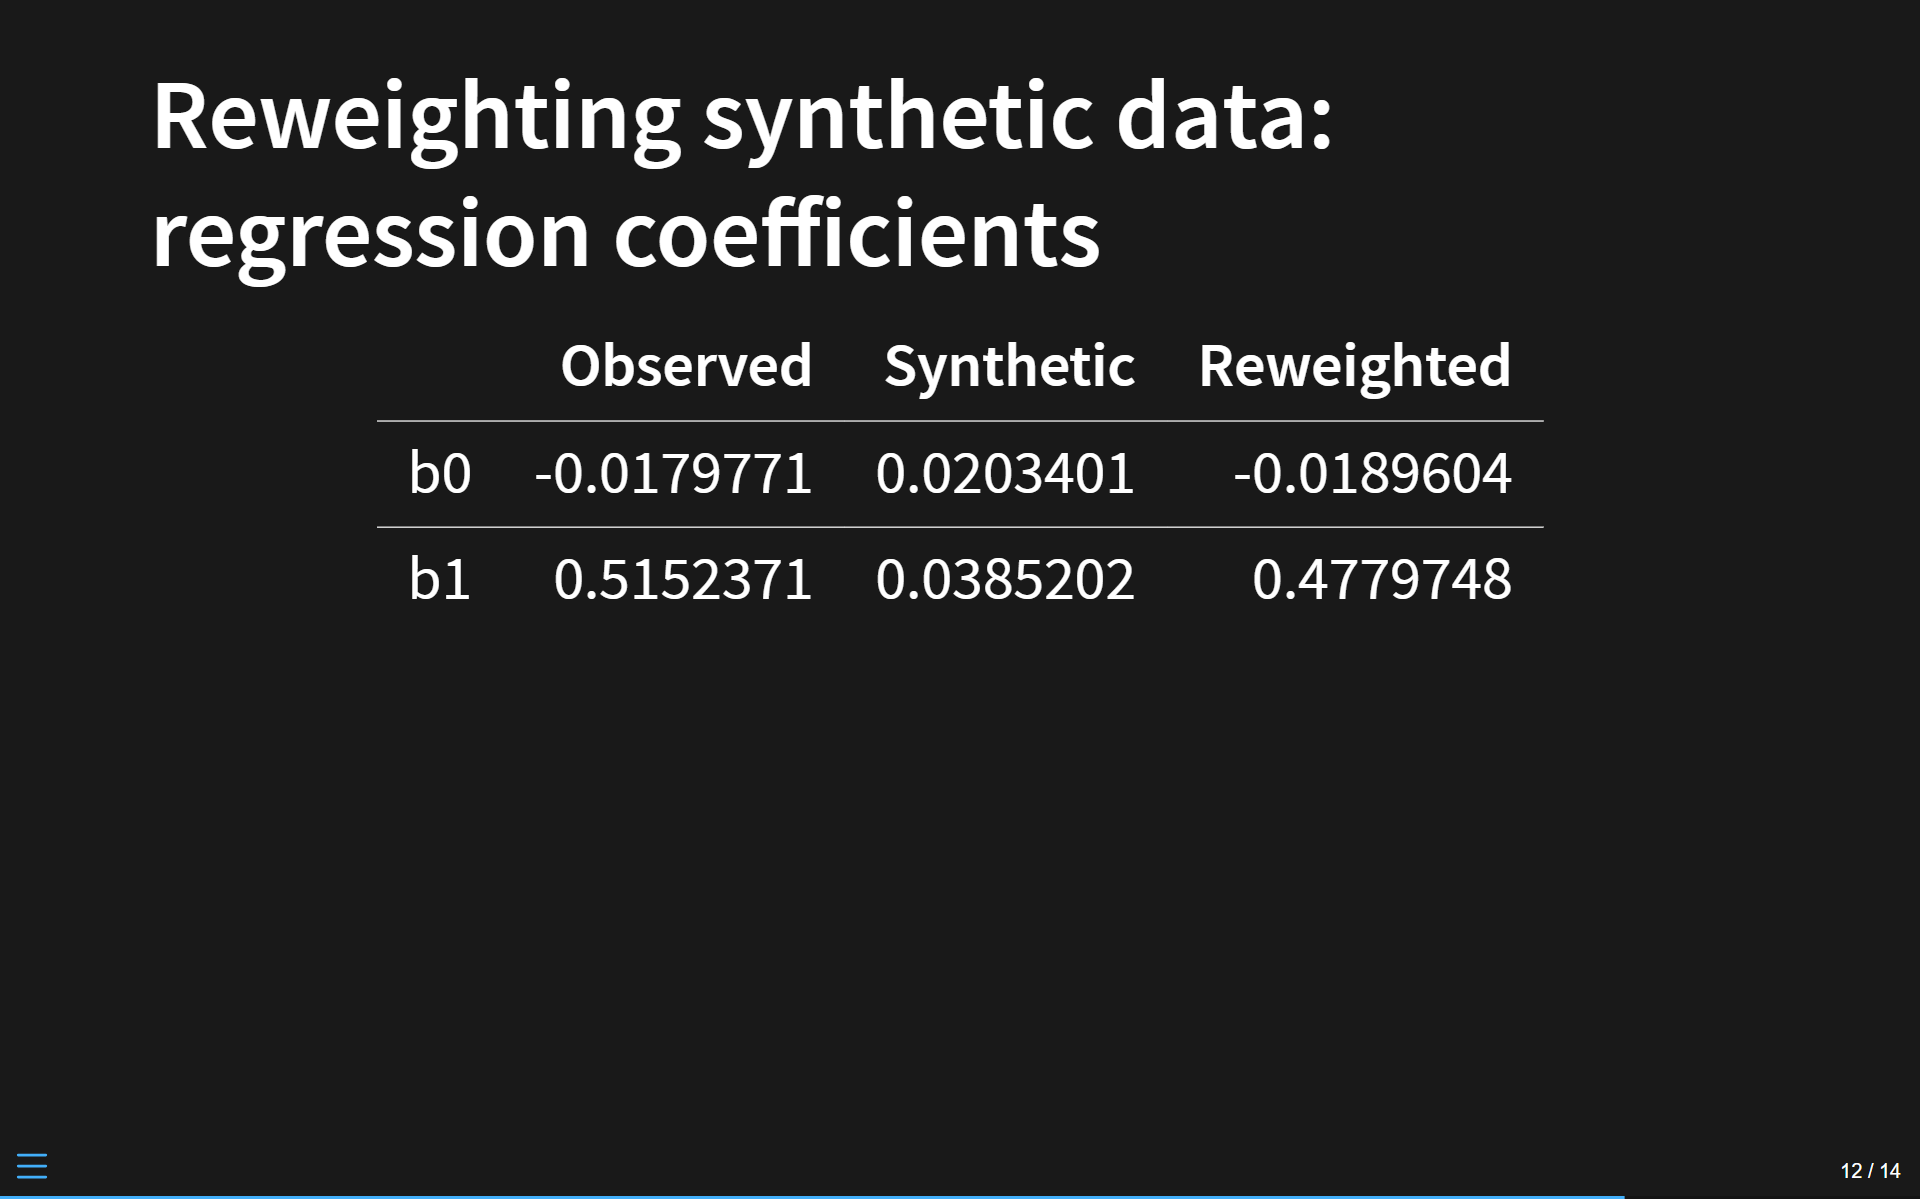 Reweighting synthetic data:
regression coefficients
Observed Synthetic Reweighted
b0 -0.0179771 0.0203401 -0.0189604
b1 0.5152371 0.0385202 0.4779748
12 / 14